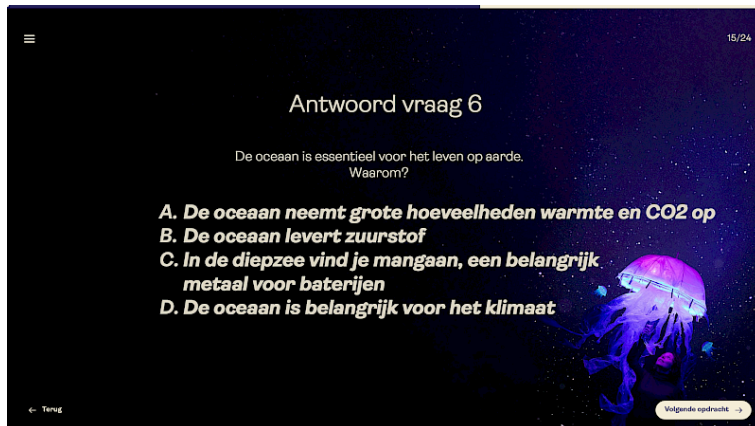 15/24
Antwoord vraag 6
De oceaan is essentieel voor het leven op aarde.
Waarom?
A. De oceaan neemt grote hoeveelheden warmte en CO2 op
B. De oceaan levert zuurstof
C. In de diepzee vind je mangaan, een belangrijk
metaal voor baterijen
D. De oceaan is belangrijk voor het klimaat
← Terug
Volgende opdracht →